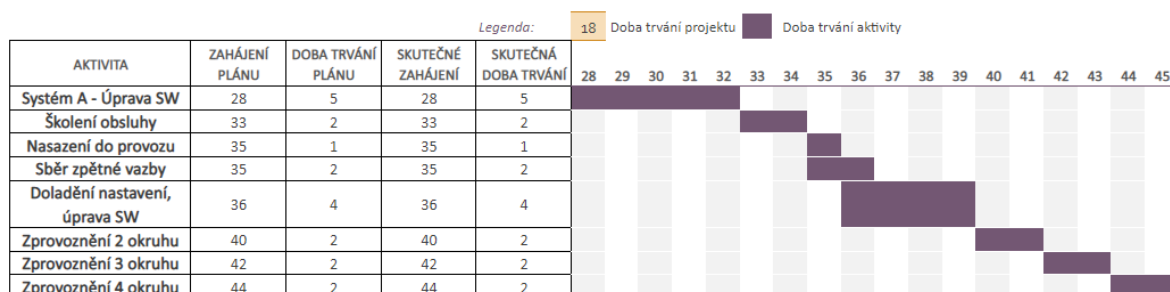 Legenda: 18 Doba trvání projektu Doba trvání aktivity
AKTIVITA ZAHÁJENÍ PLÁNU DOBA TRVÁNÍ PLÁNU SKUTEČNÉ ZAHÁJENÍ SKUTEČNÁ DOBA TRVÁNÍ 28 29 30 31 32 33 34 35 36 37 38 39 40 41 42 43 44 45
Systém A - Úprava SW 28 5 28 5
Školení obsluhy 33 2 33 2
Nasazení do provozu 35 1 35 1
Sběr zpětné vazby 35 2 35 2
Doladění nastavení,
úprava SW 36 4 36 4
Zprovoznění 2 okruhu 40 2 40 2
Zprovoznění 3 okruhu 42 2 42 2
Zprovoznění 4 okruhu 44 2 44 2